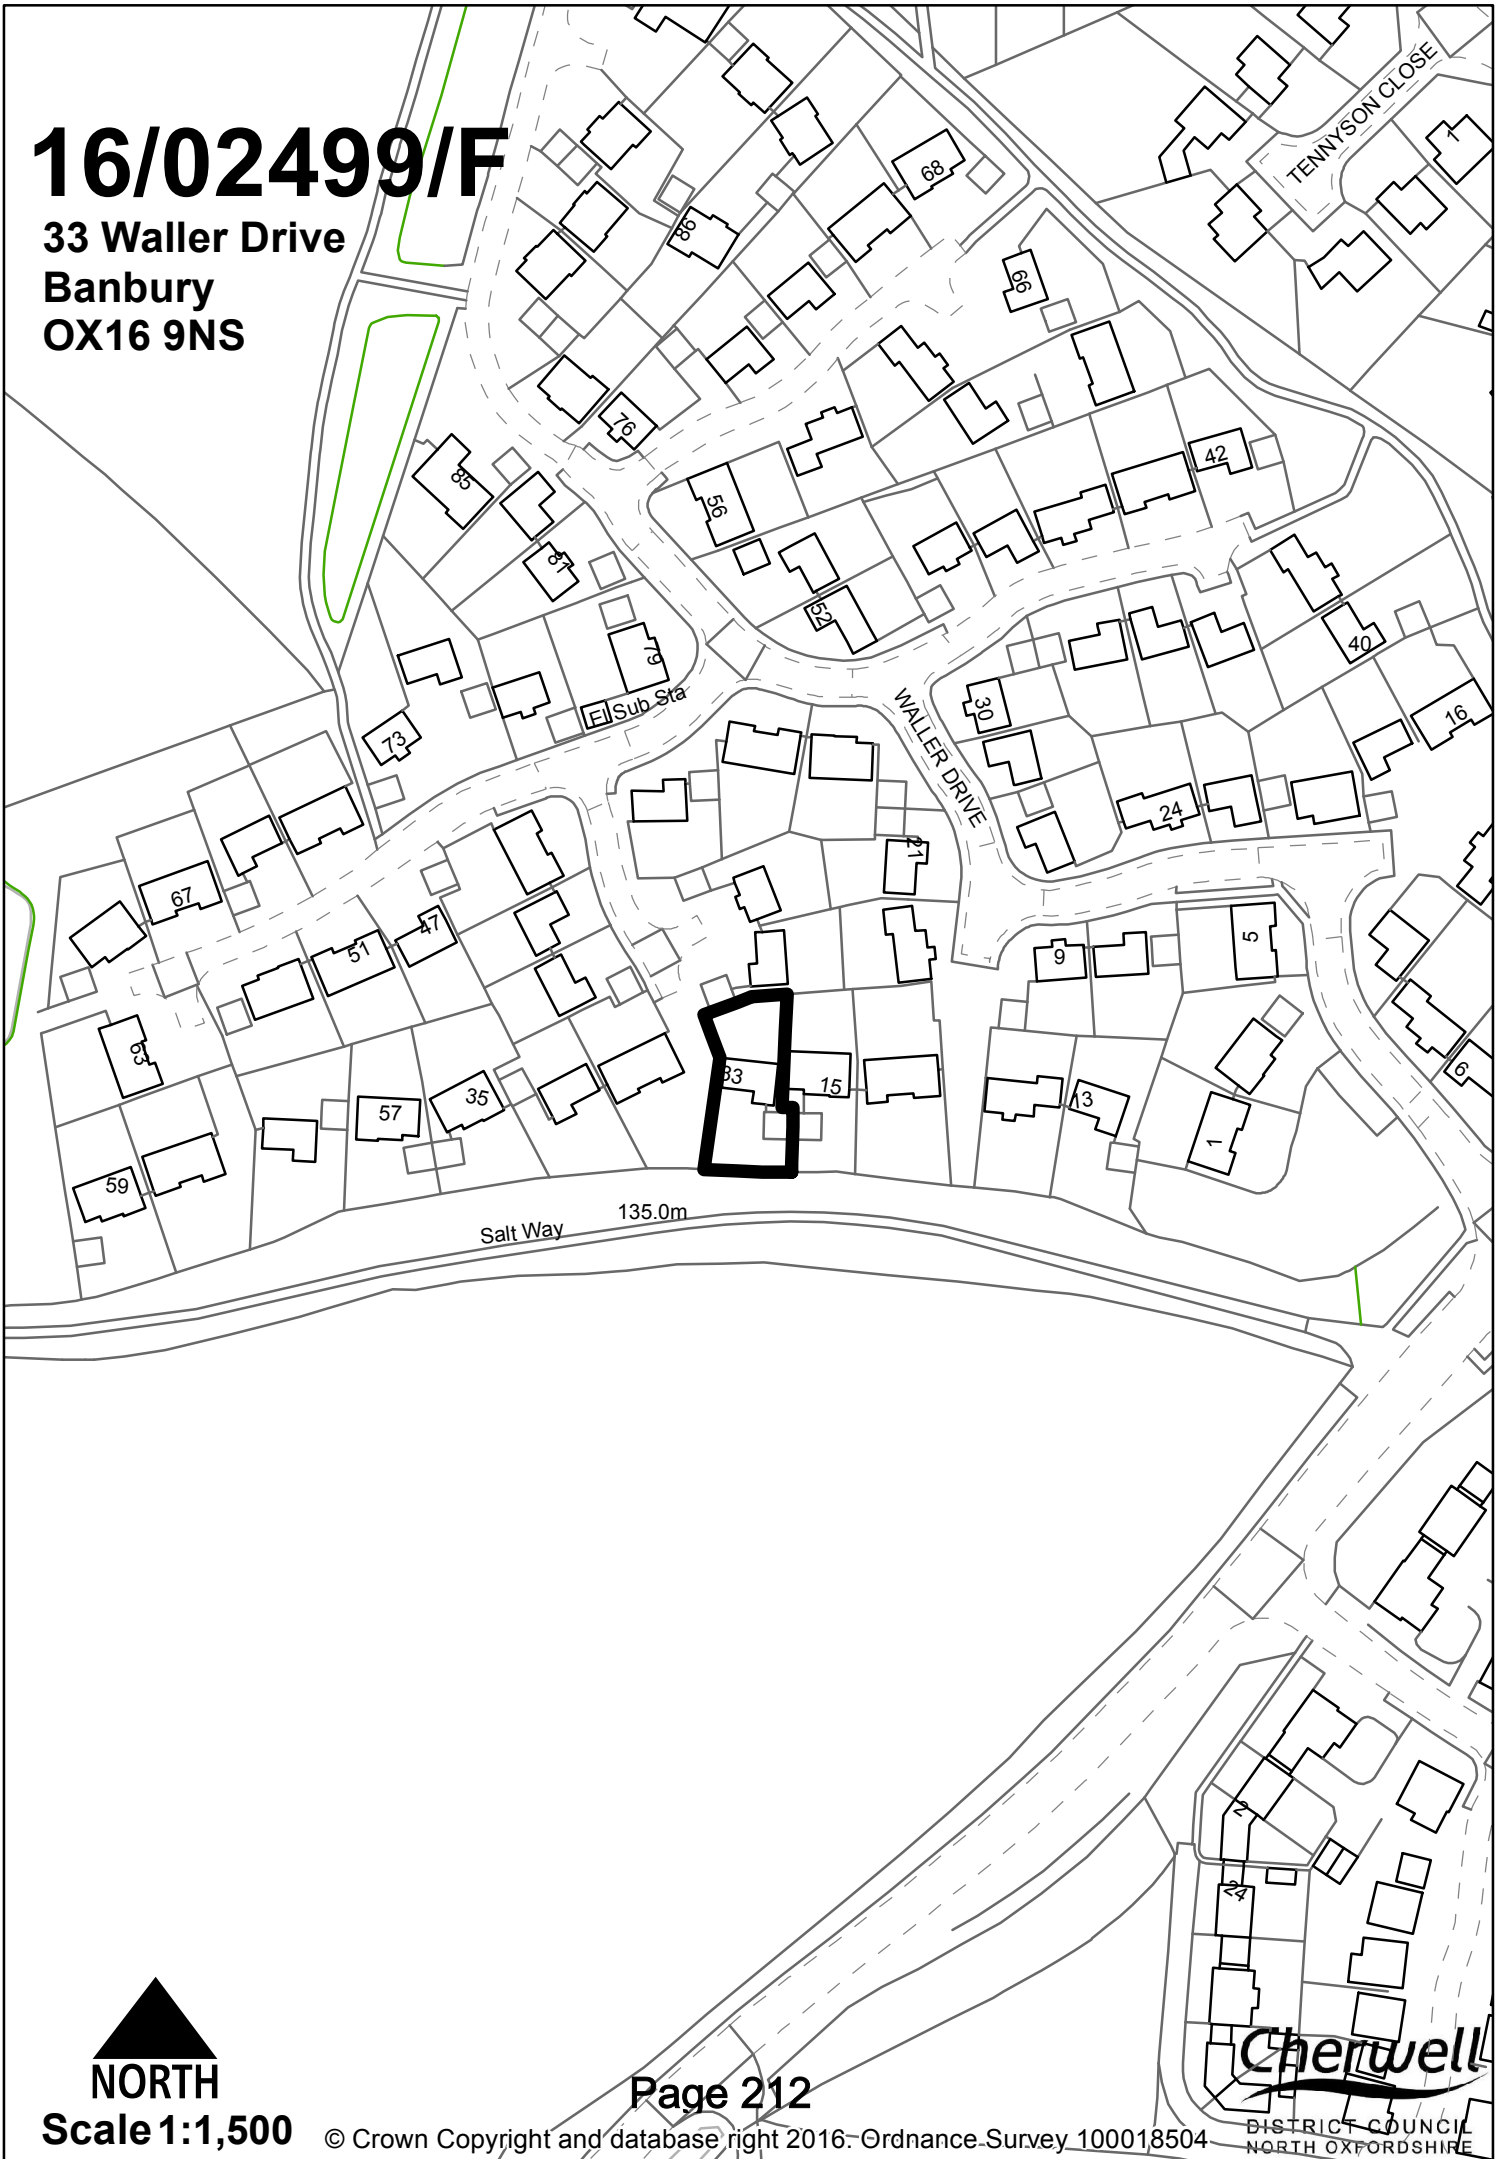 16/02499/F
33 Waller Drive
Banbury
OX16 9NS
TENNYSON CLOSE
1
68
86
66
76
42
85
56
81
52
40
79
El Sub Sta
30
16
WALLER DRIVE
73
24
21
67
47
51
9
5
63
33
15
35
57
13
6
1
59
135.0m
Salt Way
2
24
NORTH
Scale 1:1,500
Page 212
© Crown Copyright and database right 2016. Ordnance Survey 100018504
Cherwell
DISTRICT COUNCIL
NORTH OXFORDSHIRE